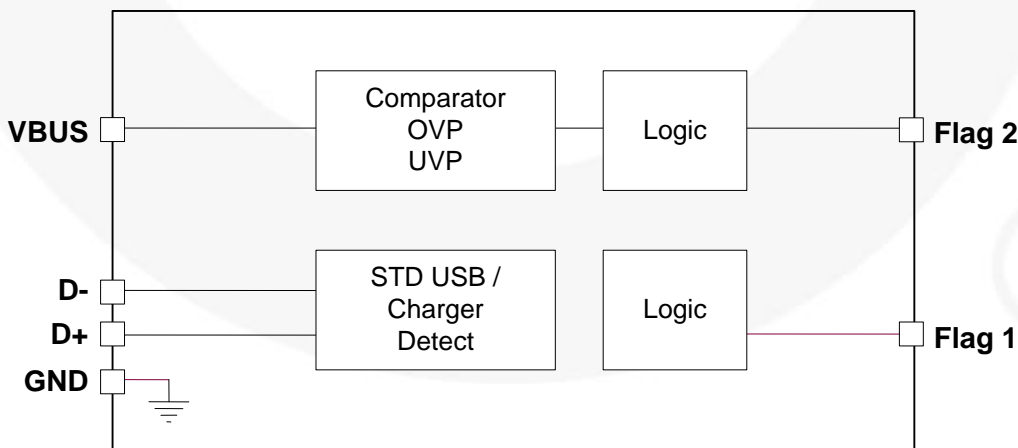 VBUS
Comparator
OVP
UVP
Logic
Flag 2
D-
D+
GND
STD USB /
Charger
Detect
Logic
Flag 1